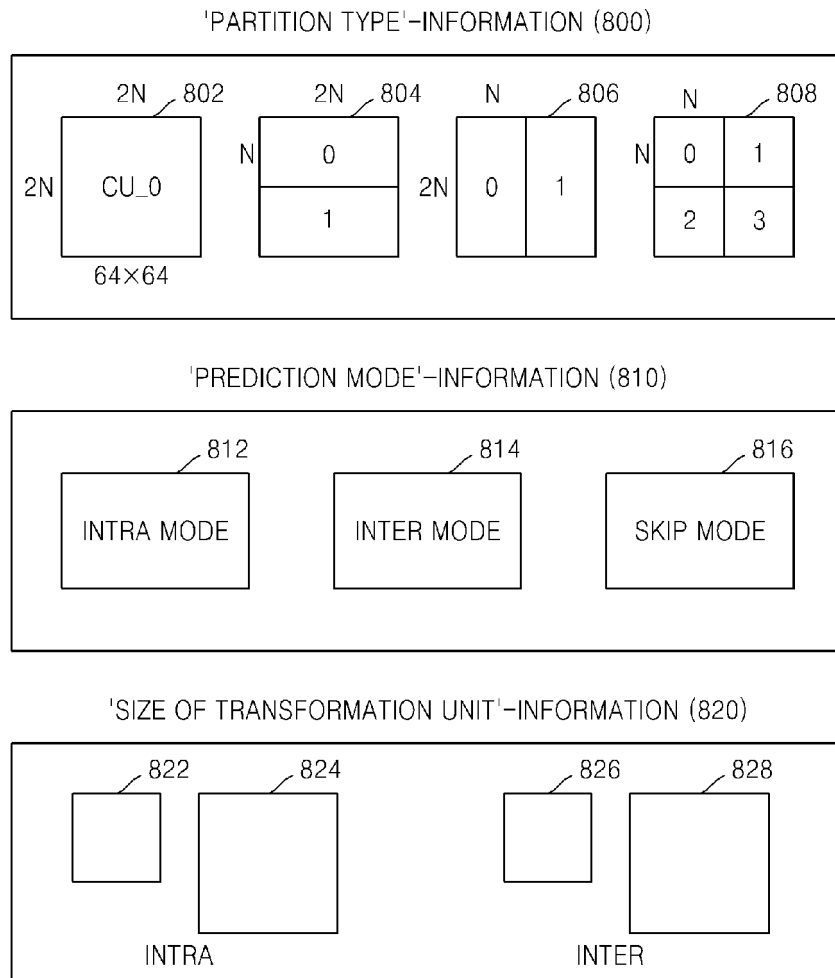 'PARTITION TYPE'-INFORMATION (800)
2N 802 2N 804 N 806 N 808
2N CU_0 N 0 2N 0 1 N 0 1
1 2 3
64×64
'PREDICTION MODE'-INFORMATION (810)
812 814 816
INTRA MODE INTER MODE SKIP MODE
'SIZE OF TRANSFORMATION UNIT'-INFORMATION (820)
822 824 826 828
INTRA INTER